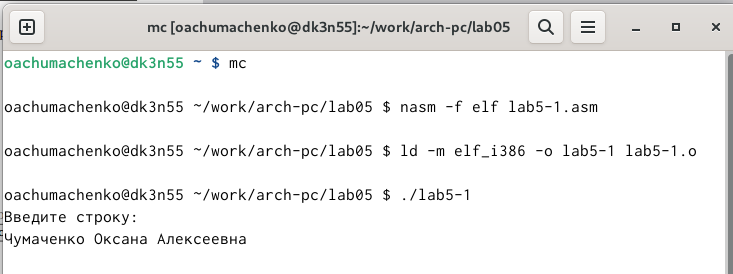 mc [oachumachenko@dk3n55]:~/work/arch-pc/lab05
oachumachenko@dk3n55 ~ $ mc
oachumachenko@dk3n55 ~/work/arch-pc/lab05 $ nasm -f elf lab5-1.asm
oachumachenko@dk3n55 ~/work/arch-pc/lab05 $ ld -m elf_i386 -o lab5-1 lab5-1.o
oachumachenko@dk3n55 ~/work/arch-pc/lab05 $ ./lab5-1
Введите строку:
Чумаченко Оксана Алексеевна